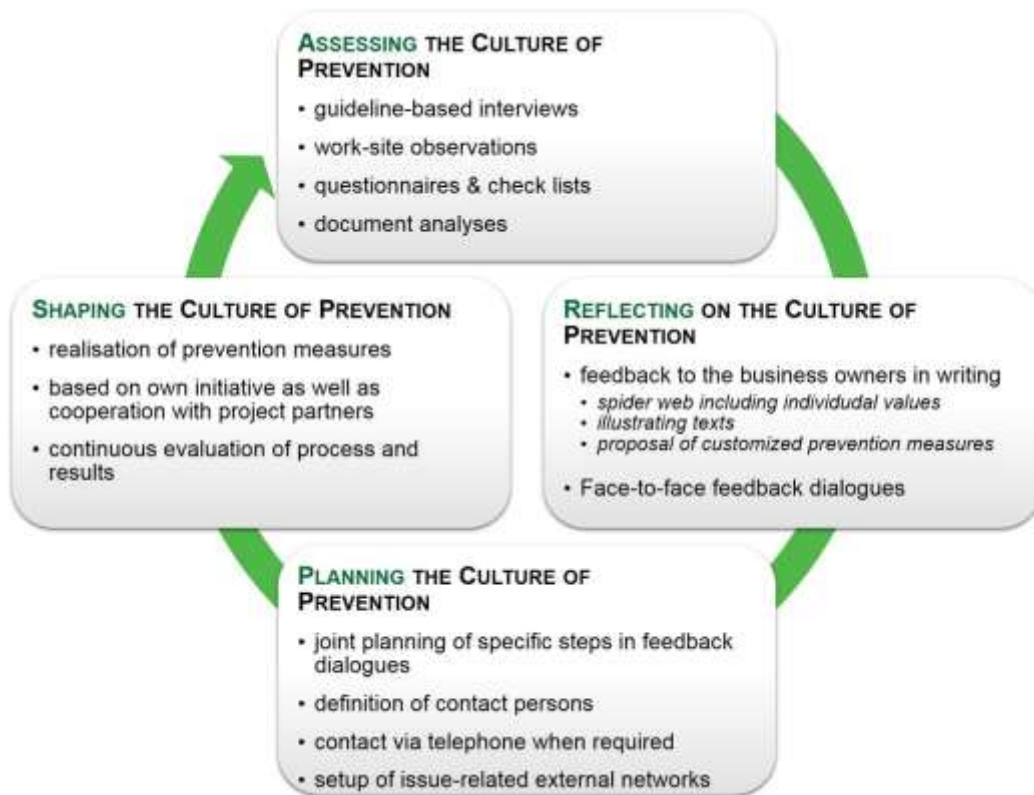 ASSESSING THE CULTURE OF
PREVENTION
• guideline-based interviews
• work-site observations
• questionnaires & check lists
• document analyses
SHAPING THE CULTURE OF PREVENTION
• realisation of prevention measures
• based on own initiative as well as
cooperation with project partners
• continuous evaluation of process and
results
REFLECTING ON THE CULTURE OF
PREVENTION
• feedback to the business owners in writing
• spider web including individudal values
• illustrating texts
• proposal of customized prevention measures
• Face-to-face feedback dialogues
PLANNING THE CULTURE OF
PREVENTION
• joint planning of specific steps in feedback
dialogues
• definition of contact persons
• contact via telephone when required
• setup of issue-related external networks